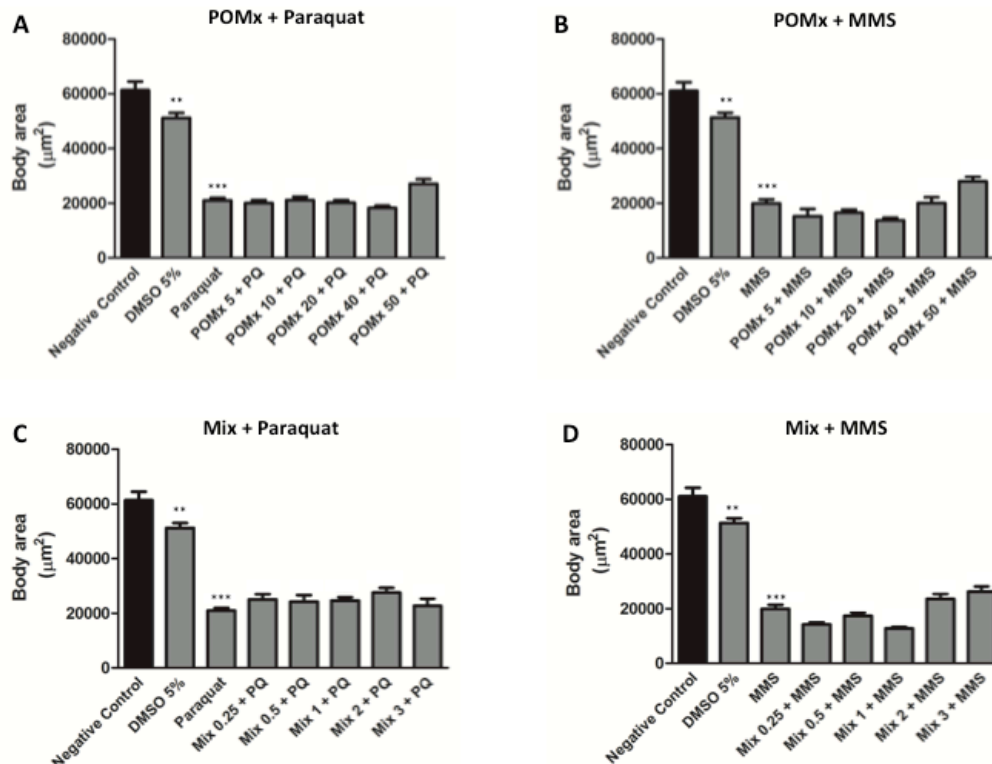 A
POMx + Paraquat
80000
60000
40000
20000
0
Body area
(μm²)
**
***
Negative Control
DMSO 5%
Paraquat
POMx 5 + PQ
POMx 10 + PQ
POMx 20 + PQ
POMx 40 + PQ
POMx 50 + PQ
B
POMx + MMS
80000
60000
40000
20000
0
Body area
(μm²)
**
***
Negative Control
DMSO 5%
MMS
POMx 5 + MMS
POMx 10 + MMS
POMx 20 + MMS
POMx 40 + MMS
POMx 50 + MMS
C
Mix + Paraquat
80000
60000
40000
20000
0
Body area
(μm²)
**
***
Negative Control
DMSO 5%
Paraquat
Mix 0.25 + PQ
Mix 0.5 + PQ
Mix 1 + PQ
Mix 2 + PQ
Mix 3 + PQ
D
Mix + MMS
80000
60000
40000
20000
0
Body area
(μm²)
**
***
Negative Control
DMSO 5%
MMS
Mix 0.25 + MMS
Mix 0.5 + MMS
Mix 1 + MMS
Mix 2 + MMS
Mix 3 + MMS